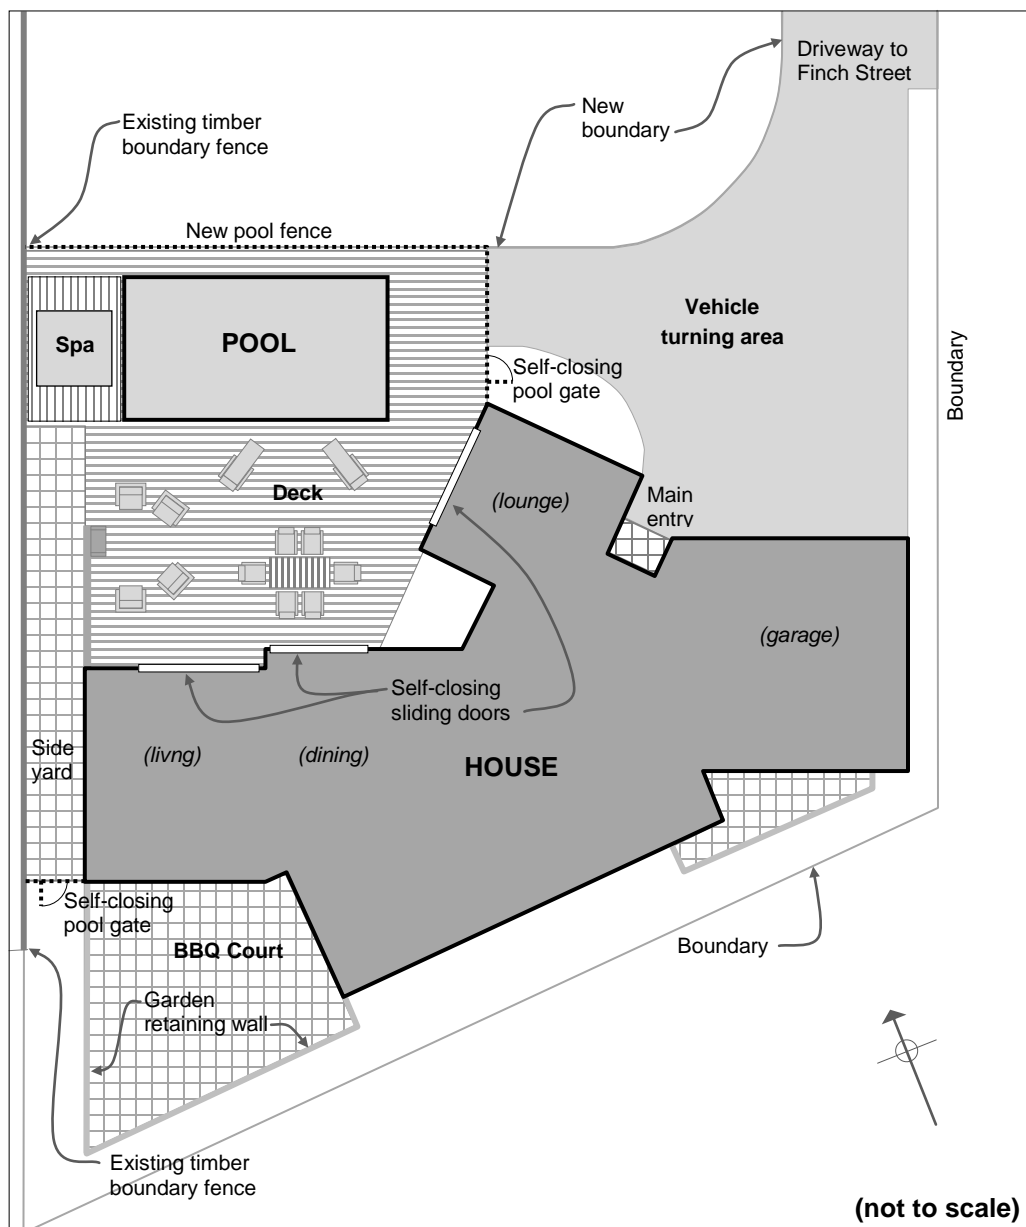 Driveway to
Finch Street
New
boundary
Existing timber
boundary fence
New pool fence
Vehicle
turning area
Spa
POOL
Self-closing
pool gate
Boundary
Deck
(lounge)
Main
entry
(garage)
Self-closing
sliding doors
Side
yard
(livng)
(dining)
HOUSE
Self-closing
pool gate
BBQ Court
Boundary
Garden
retaining wall
Existing timber
boundary fence
(not to scale)